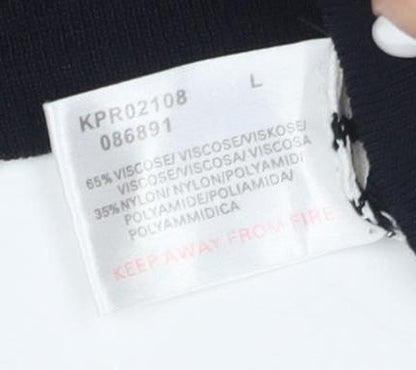 KPR02108 L
086891
65% VISCOSE/ VISCOSE/VISKOSE/
VISCOSE/VISCOSA/ VISCOSA
35% NYLON/ NYLON/POLYAMID/
POLYAMIDE/POLIAMIDA/
POLYAMMIDICA
KEEP AWAY FROM FIRE